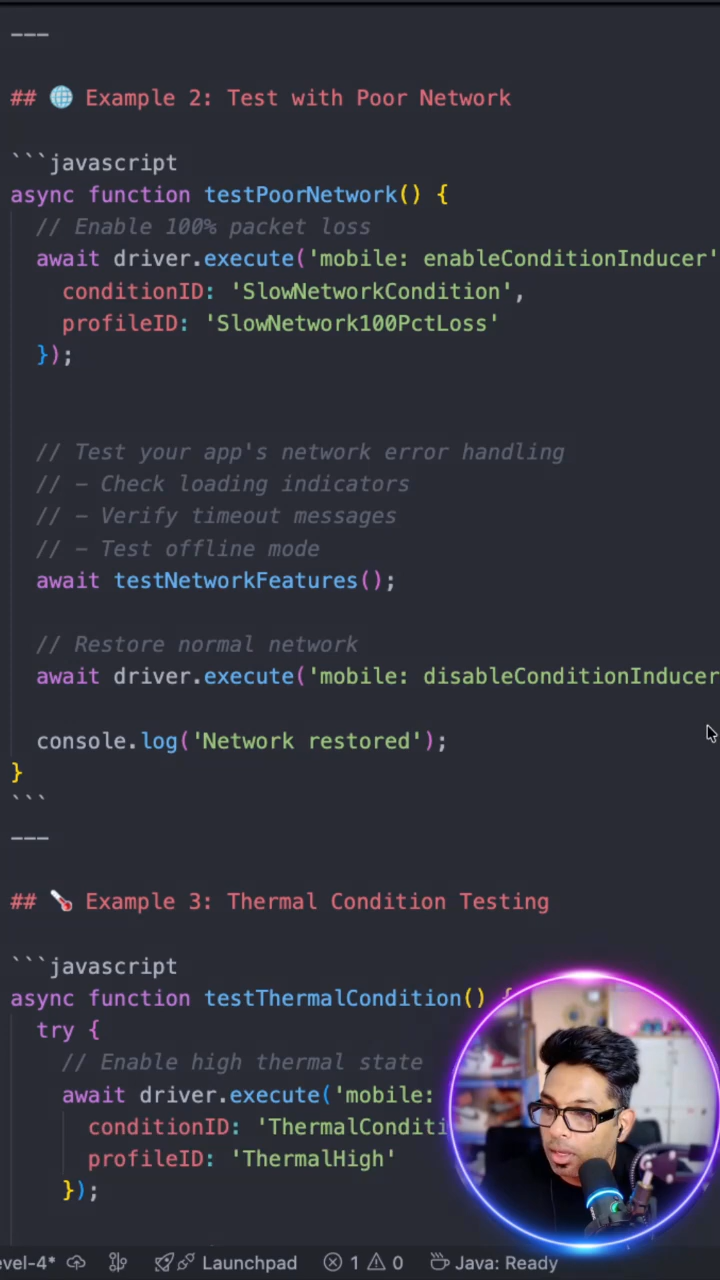 ---
## Example 2: Test with Poor Network
```javascript
async function testPoorNetwork() {
// Enable 100% packet loss
await driver.execute('mobile: enableConditionInducer'
conditionID: 'SlowNetworkCondition',
profileID: 'SlowNetwork100PctLoss'
});
// Test your app's network error handling
// - Check loading indicators
// - Verify timeout messages
// - Test offline mode
await testNetworkFeatures();
// Restore normal network
await driver.execute('mobile: disableConditionInducer
console.log('Network restored');
}
```
---
## Example 3: Thermal Condition Testing
```javascript
async function testThermalCondition() {
try {
// Enable high thermal state
await driver.execute('mobile:
conditionID: 'ThermalConditi
profileID: 'ThermalHigh'
});
evel-4* Launchpad 1 0 Java: Ready